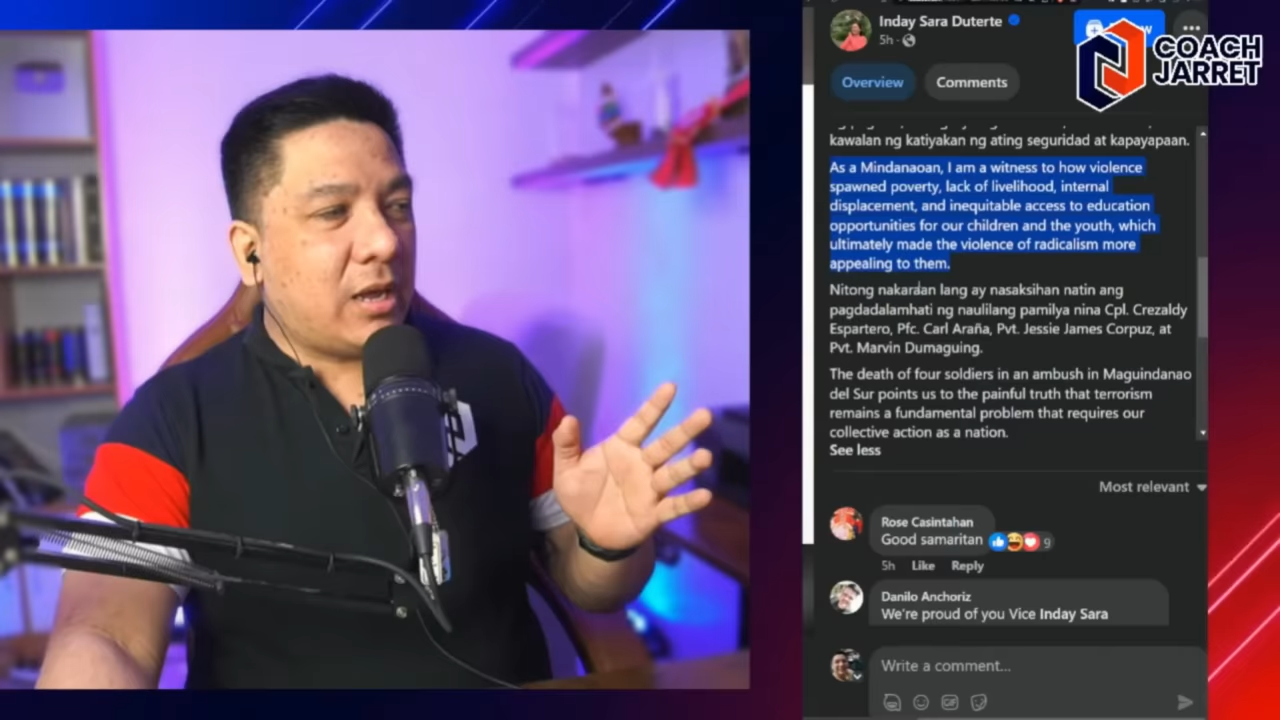 Inday Sara Duterte
5h
COACH
JARRET
Overview
Comments
kawalan ng katiyakan ng ating seguridad at kapayapaan.
As a Mindanaoan, I am a witness to how violence
spawned poverty, lack of livelihood, internal
displacement, and inequitable access to education
opportunities for our children and the youth, which
ultimately made the violence of radicalism more
appealing to them.
Nitong nakaraan lang ay nasaksihan natin ang
pagdadalamhati ng naulilang pamilya nina Cpl. Crezaldy
Espartero, Pfc. Carl Araña, Pvt. Jessie James Corpuz, at
Pvt. Marvin Dumaguing.
The death of four soldiers in an ambush in Maguindanao
del Sur points us to the painful truth that terrorism
remains a fundamental problem that requires our
collective action as a nation.
See less
Most relevant
Rose Casintahan
Good samaritan
9
5h Like Reply
Danilo Anchoriz
We're proud of you Vice Inday Sara
Write a comment...
GIF